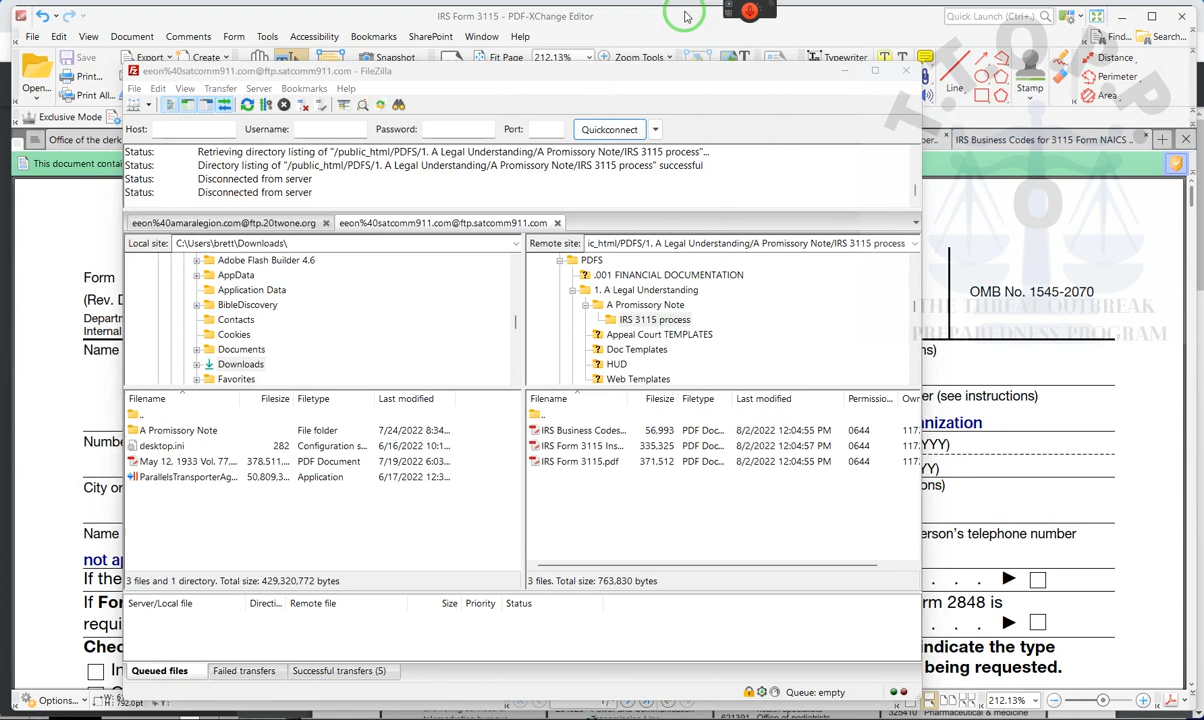 IRS Form 3115 - PDF-XChange Editor
Quick Launch (Ctrl+.)
File Edit View Document Comments Form Tools Accessibility Bookmarks SharePoint Window Help
Find... Search...
Open... Save Print... Print All... Export Create Fit Page 212.13% Zoom Tools Typewriter
Line Stamp Distance Perimeter Area
Exclusive Mode
Office of the clerk
IRS Business Codes for 3115 Form NAICS ..
This document contai
eeon%40satcomm911.com@ftp.satcomm911.com - FileZilla
File Edit View Transfer Server Bookmarks Help
Host: Username: Password: Port: Quickconnect
Status: Retrieving directory listing of "/public_html/PDFS/1. A Legal Understanding/A Promissory Note/IRS 3115 process"...
Status: Directory listing of "/public_html/PDFS/1. A Legal Understanding/A Promissory Note/IRS 3115 process" successful
Status: Disconnected from server
Status: Disconnected from server
eeon%40amaralegion.com@ftp.20twone.org eeon%40satcomm911.com@ftp.satcomm911.com
Local site: C:\Users\brett\Downloads\
Remote site: ic_html/PDFS/1. A Legal Understanding/A Promissory Note/IRS 3115 process
Adobe Flash Builder 4.6
AppData
Application Data
BibleDiscovery
Contacts
Cookies
Documents
Downloads
Favorites
PDFS
.001 FINANCIAL DOCUMENTATION
1. A Legal Understanding
A Promissory Note
IRS 3115 process
Appeal Court TEMPLATES
Doc Templates
HUD
Web Templates
Filename Filesize Filetype Last modified
..
A Promissory Note File folder 7/24/2022 8:34...
desktop.ini 282 Configuration s... 6/16/2022 10:1...
May 12, 1933 Vol. 77,... 378,511,... PDF Document 7/19/2022 6:03...
ParallelsTransporterAg... 50,809,3... Application 6/17/2022 12:3...
3 files and 1 directory. Total size: 429,320,772 bytes
Filename Filesize Filetype Last modified Permissio... Owr
..
IRS Business Codes... 56,993 PDF Doc... 8/2/2022 12:04:55 PM 0644 117.
IRS Form 3115 Ins... 335,325 PDF Doc... 8/2/2022 12:04:57 PM 0644 117.
IRS Form 3115.pdf 371,512 PDF Doc... 8/2/2022 12:04:55 PM 0644 117.
3 files. Total size: 763,830 bytes
Server/Local file Directi... Remote file Size Priority Status
Queued files Failed transfers Successful transfers (5)
Queue: empty
Form
(Rev. D
Depart
Internal
Name
Numb
City or
Name
not ap
If the
If For
requi
Check
In
OMB No. 1545-2070
T.O.P.P
THE THREAT OUTBREAK
PREPAREDNESS PROGRAM
ns)
er (see instructions)
nization
YYY)
YY)
ons)
erson's telephone number
rm 2848 is
indicate the type
being requested.
Options... 792.0pt X: Y: 212.13%